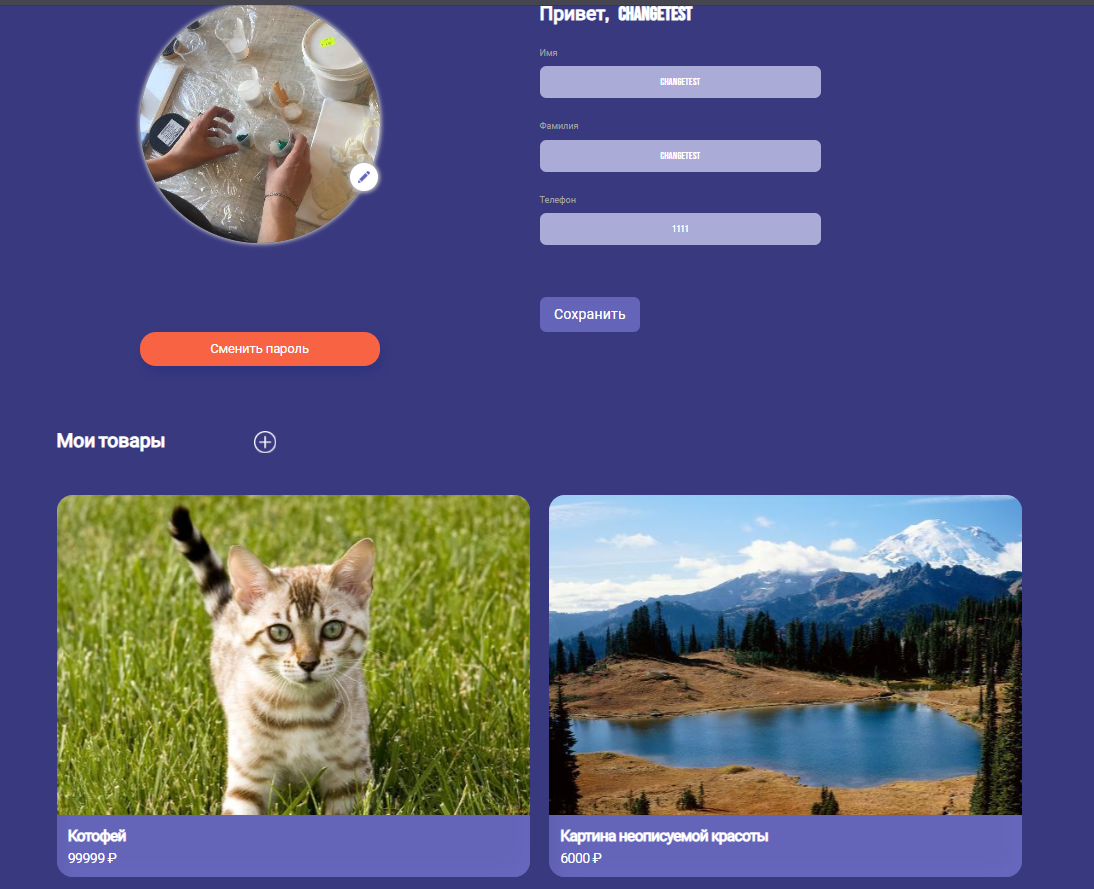 Привет, CHANGETEST
Имя
CHANGETEST
Фамилия
CHANGETEST
Телефон
1111
Сохранить
Сменить пароль
Мои товары
Котофей
99999 ₽
Картина неописуемой красоты
6000 ₽